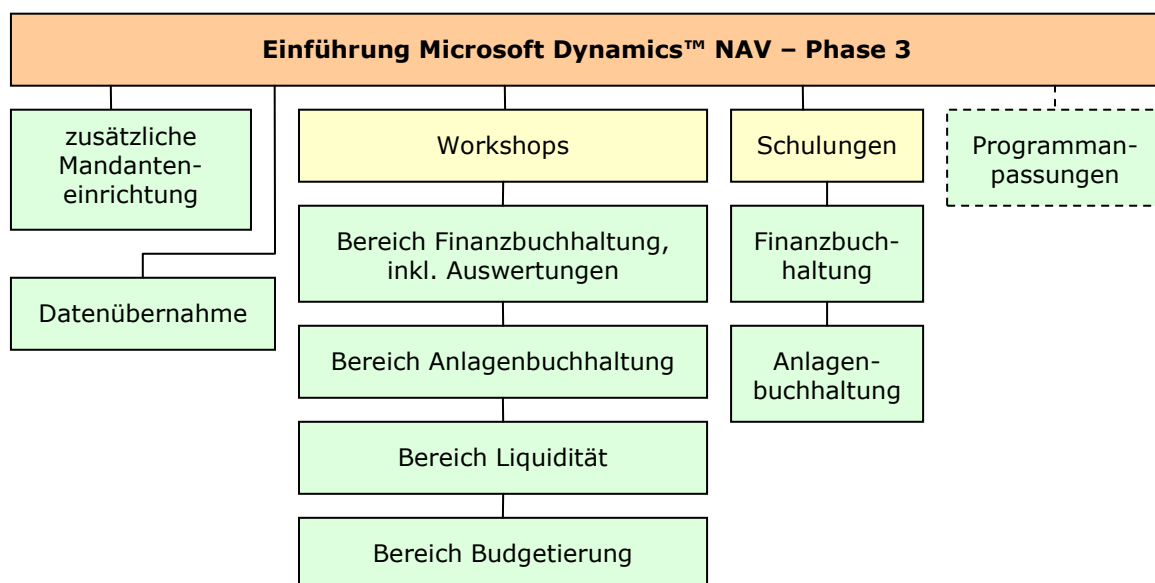 Einführung Microsoft Dynamics™ NAV – Phase 3
zusätzliche
Mandanten-
einrichtung
Datenübernahme
Workshops
Bereich Finanzbuchhaltung,
inkl. Auswertungen
Bereich Anlagenbuchhaltung
Bereich Liquidität
Bereich Budgetierung
Schulungen
Finanzbuch-
haltung
Anlagen-
buchhaltung
Programman-
passungen